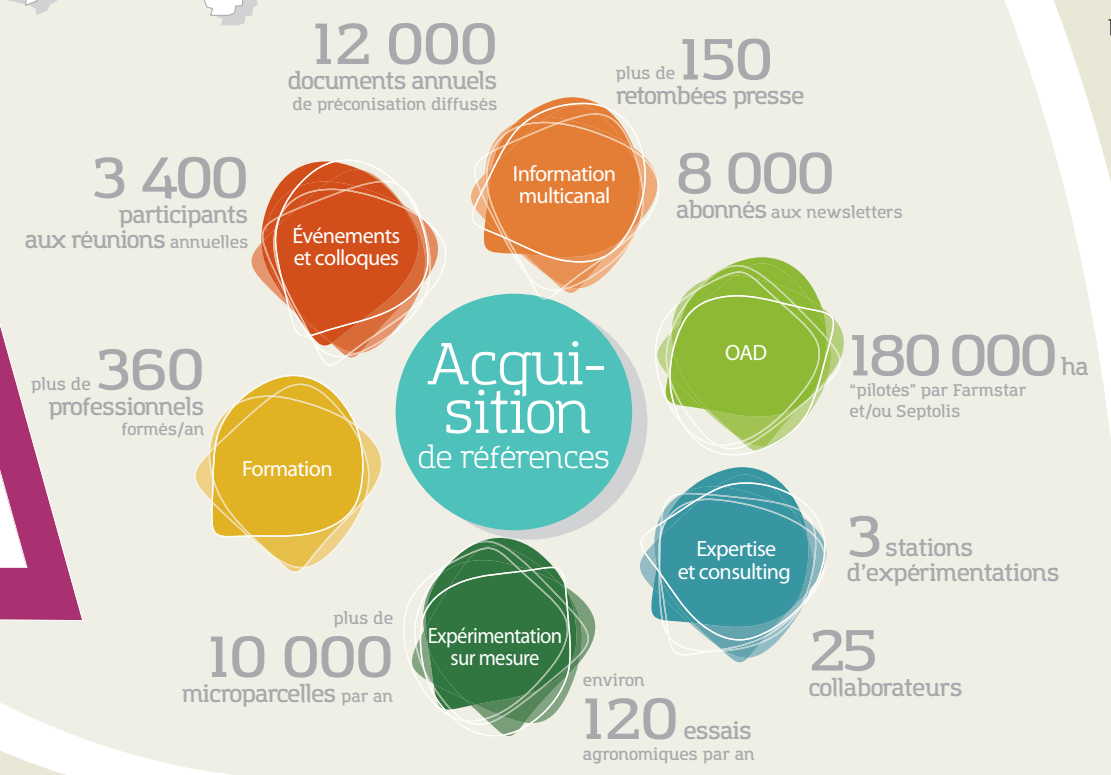 12 000
documents annuels
de préconisation diffusés
plus de 150
retombées presse
Information
multicanal
8 000
abonnés aux newsletters
3 400
participants
aux réunions annuelles
Événements
et colloques
OAD
180 000 ha
“pilotés” par Farmstar
et/ou Septolis
Acqui-
sition
de références
plus de 360
professionnels
formés/an
Formation
Expertise
et consulting
3 stations
d’expérimentations
25
collaborateurs
Expérimentation
sur mesure
plus de
10 000
microparcelles par an
environ
120 essais
agronomiques par an